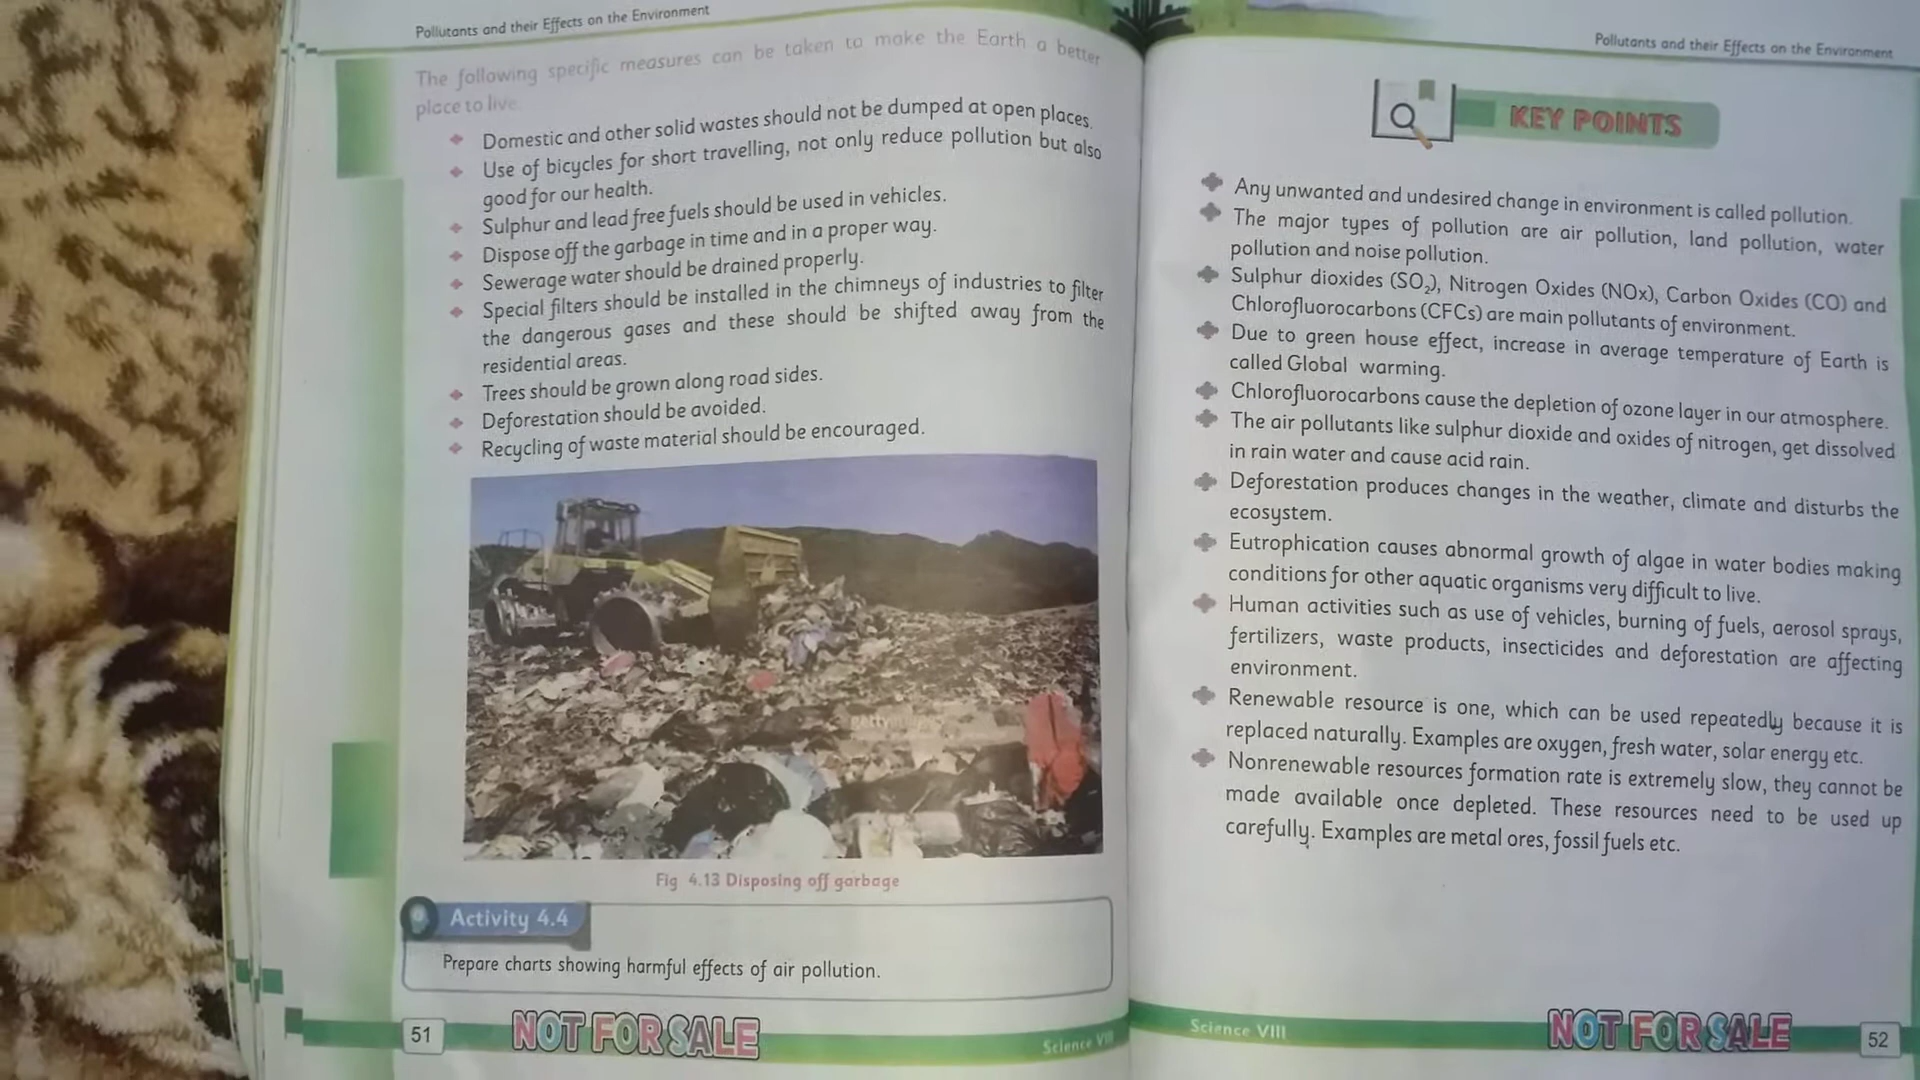 Pollutants and their Effects on the Environment
The following specific measures can be taken to make the Earth a better
place to live.
Domestic and other solid wastes should not be dumped at open places.
Use of bicycles for short travelling, not only reduce pollution but also
good for our health.
Sulphur and lead free fuels should be used in vehicles.
Dispose off the garbage in time and in a proper way.
Sewerage water should be drained properly.
Special filters should be installed in the chimneys of industries to filter
the dangerous gases and these should be shifted away from the
residential areas.
Trees should be grown along road sides.
Deforestation should be avoided.
Recycling of waste material should be encouraged.
Fig 4.13 Disposing off garbage
Activity 4.4
Prepare charts showing harmful effects of air pollution.
51
NOT FOR SALE
Science VIII
Pollutants and their Effects on the Environment
KEY POINTS
Any unwanted and undesired change in environment is called pollution.
The major types of pollution are air pollution, land pollution, water
pollution and noise pollution.
Sulphur dioxides (SO₂), Nitrogen Oxides (NOx), Carbon Oxides (CO) and
Chlorofluorocarbons (CFCs) are main pollutants of environment.
Due to green house effect, increase in average temperature of Earth is
called Global warming.
Chlorofluorocarbons cause the depletion of ozone layer in our atmosphere.
The air pollutants like sulphur dioxide and oxides of nitrogen, get dissolved
in rain water and cause acid rain.
Deforestation produces changes in the weather, climate and disturbs the
ecosystem.
Eutrophication causes abnormal growth of algae in water bodies making
conditions for other aquatic organisms very difficult to live.
Human activities such as use of vehicles, burning of fuels, aerosol sprays,
fertilizers, waste products, insecticides and deforestation are affecting
environment.
Renewable resource is one, which can be used repeatedly because it is
replaced naturally. Examples are oxygen, fresh water, solar energy etc.
Nonrenewable resources formation rate is extremely slow, they cannot be
made available once depleted. These resources need to be used up
carefully. Examples are metal ores, fossil fuels etc.
Science VIII
NOT FOR SALE
52